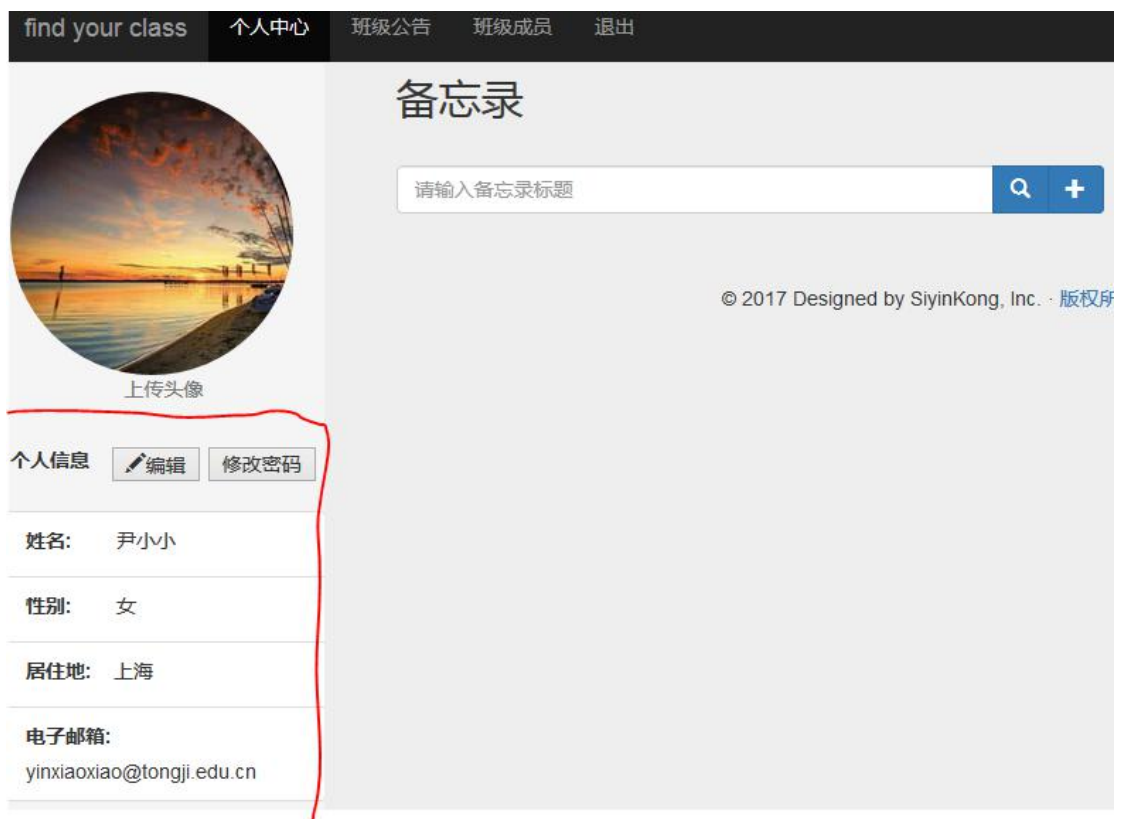 find your class 个人中心 班级公告 班级成员 退出
备忘录
请输入备忘录标题
© 2017 Designed by SiyinKong, Inc. · 版权所
上传头像
个人信息 编辑 修改密码
姓名: 尹小小
性别: 女
居住地: 上海
电子邮箱:
yinxiaoxiao@tongji.edu.cn